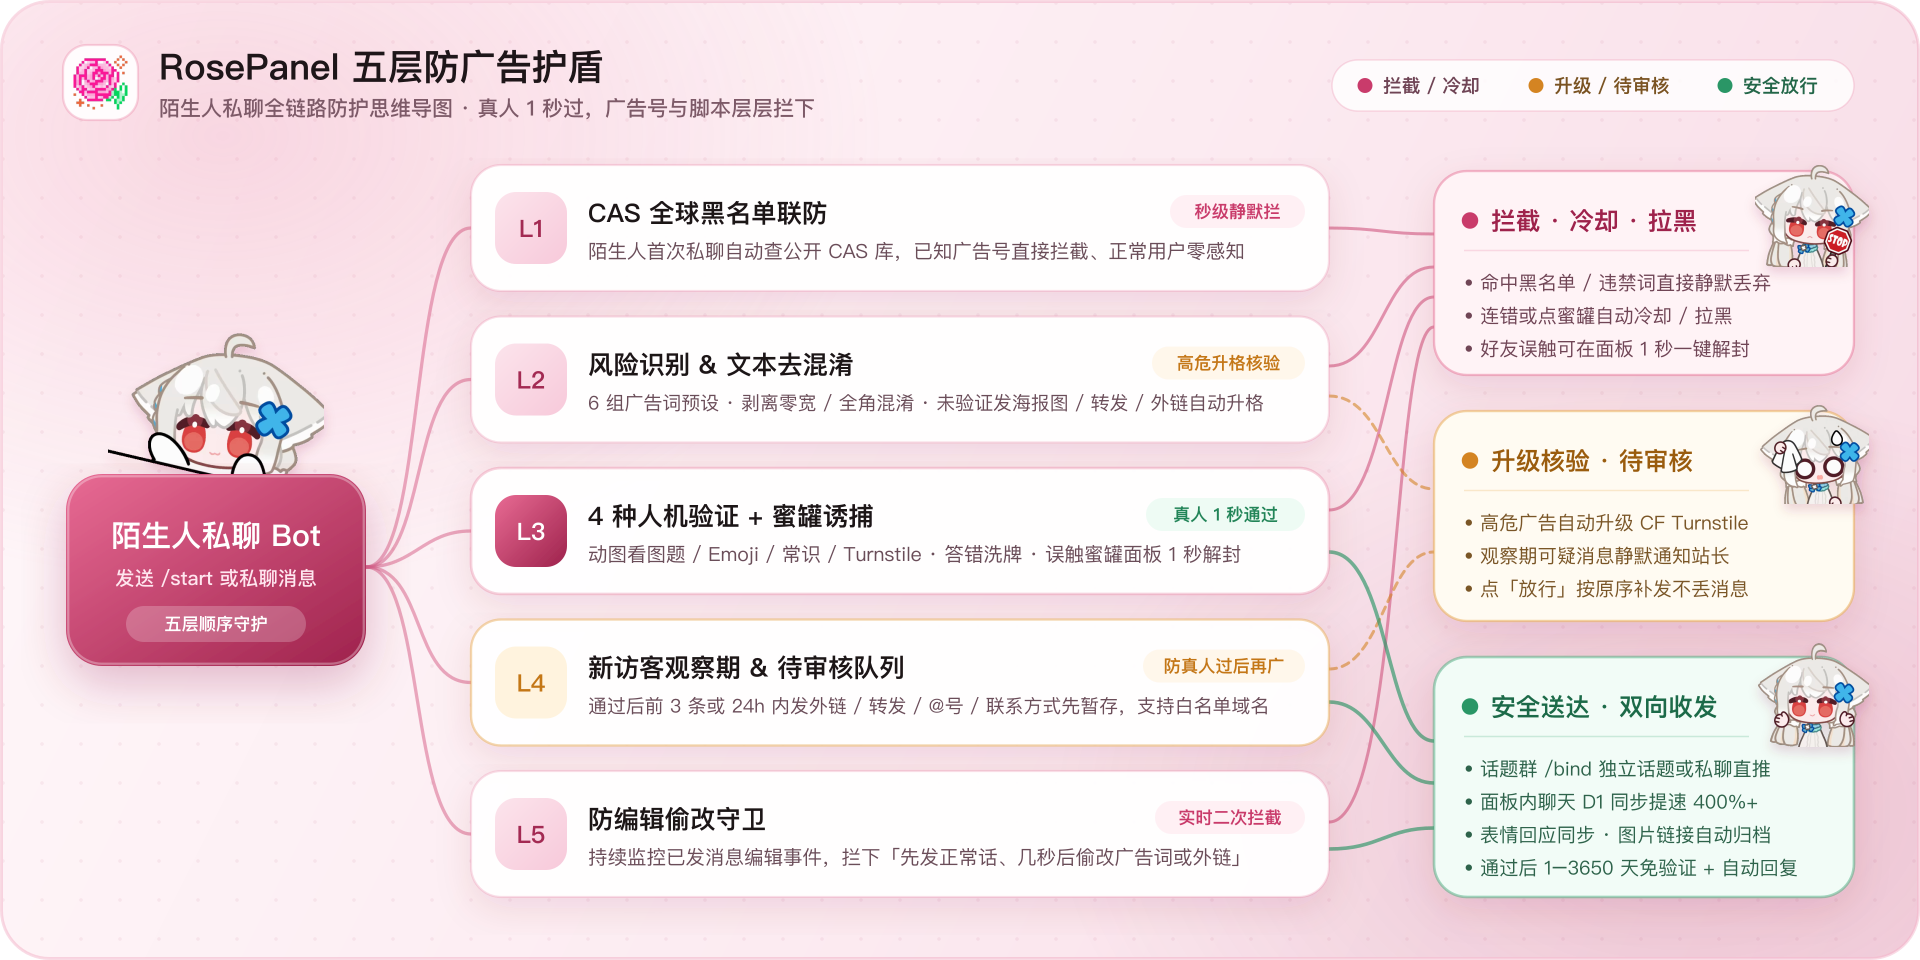 RosePanel 五层防广告护盾
陌生人私聊全链路防护思维导图 · 真人 1 秒过，广告号与脚本层层拦下
拦截 / 冷却
升级 / 待审核
安全放行
陌生人私聊 Bot
发送 /start 或私聊消息
五层顺序守护
L1
CAS 全球黑名单联防
秒级静默拦
陌生人首次私聊自动查公开 CAS 库，已知广告号直接拦截、正常用户零感知
L2
风险识别 & 文本去混淆
高危升格核验
6 组广告词预设 · 剥离零宽 / 全角混淆 · 未验证发海报图 / 转发 / 外链自动升格
L3
4 种人机验证 + 蜜罐诱捕
真人 1 秒通过
动图看图题 / Emoji / 常识 / Turnstile · 答错洗牌 · 误触蜜罐面板 1 秒解封
L4
新访客观察期 & 待审核队列
防真人过后再广
通过后前 3 条或 24h 内发外链 / 转发 / @号 / 联系方式先暂存，支持白名单域名
L5
防编辑偷改守卫
实时二次拦截
持续监控已发消息编辑事件，拦下「先发正常话、几秒后偷改广告词或外链」
拦截 · 冷却 · 拉黑
STOP
• 命中黑名单 / 违禁词直接静默丢弃
• 连错或点蜜罐自动冷却 / 拉黑
• 好友误触可在面板 1 秒一键解封
升级核验 · 待审核
• 高危广告自动升级 CF Turnstile
• 观察期可疑消息静默通知站长
• 点「放行」按原序补发不丢消息
安全送达 · 双向收发
• 话题群 /bind 独立话题或私聊直推
• 面板内聊天 D1 同步提速 400%+
• 表情回应同步 · 图片链接自动归档
• 通过后 1–3650 天免验证 + 自动回复